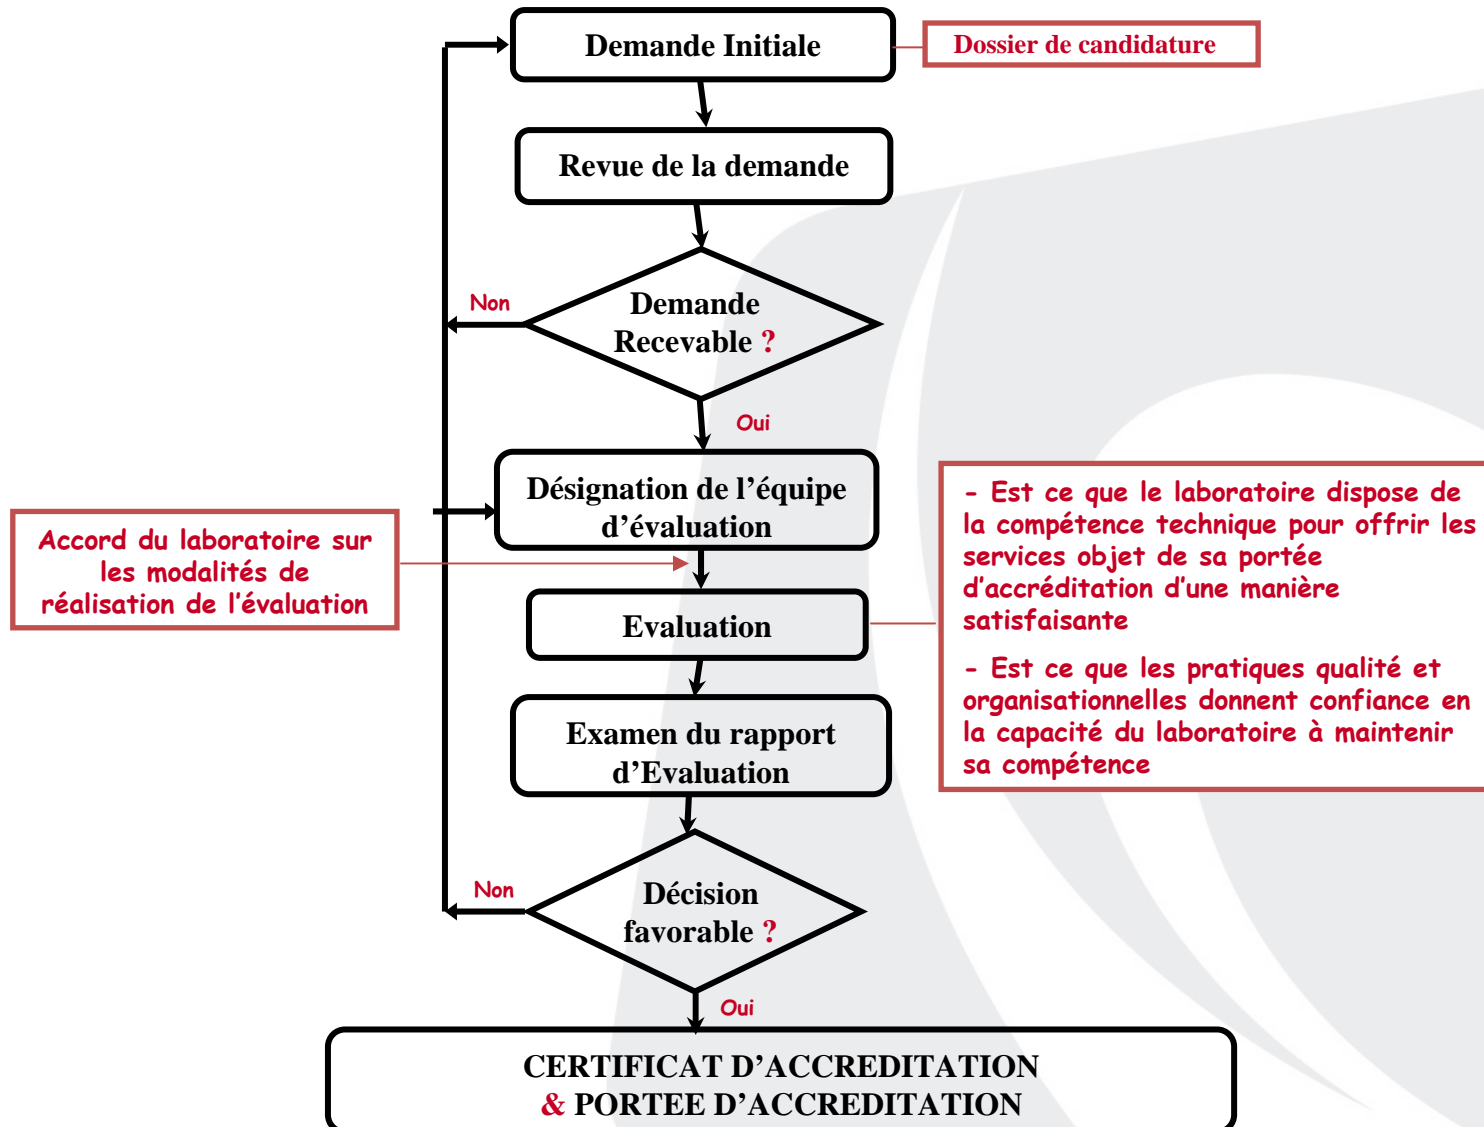 Demande Initiale
Dossier de candidature
Revue de la demande
Non
Demande
Recevable ?
Oui
Désignation de l’équipe
d’évaluation
Accord du laboratoire sur
les modalités de
réalisation de l’évaluation
- Est ce que le laboratoire dispose de
la compétence technique pour offrir les
services objet de sa portée
d’accréditation d’une manière
satisfaisante
- Est ce que les pratiques qualité et
organisationnelles donnent confiance en
la capacité du laboratoire à maintenir
sa compétence
Evaluation
Examen du rapport
d’Evaluation
Non
Décision
favorable ?
Oui
CERTIFICAT D’ACCREDITATION
& PORTEE D’ACCREDITATION